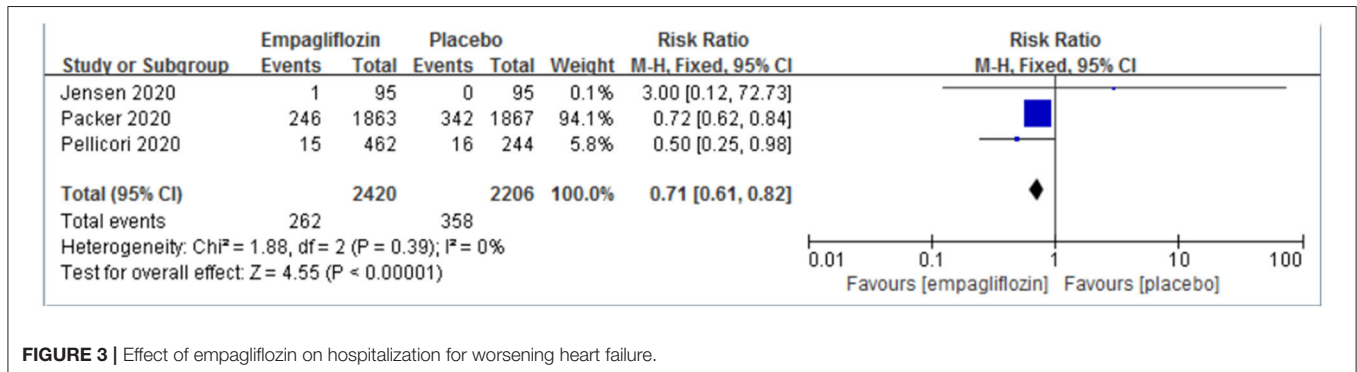 Empagliflozin Placebo Risk Ratio Risk Ratio
Study or Subgroup Events Total Events Total Weight M-H, Fixed, 95% CI M-H, Fixed, 95% CI
Jensen 2020 1 95 0 95 0.1% 3.00 [0.12, 72.73]
Packer 2020 246 1863 342 1867 94.1% 0.72 [0.62, 0.84]
Pellicori 2020 15 462 16 244 5.8% 0.50 [0.25, 0.98]
Total (95% CI) 2420 2206 100.0% 0.71 [0.61, 0.82]
Total events 262 358
Heterogeneity: Chi² = 1.88, df = 2 (P = 0.39); I² = 0%
Test for overall effect: Z = 4.55 (P < 0.00001)
0.01 0.1 1 10 100
Favours [empagliflozin] Favours [placebo]
FIGURE 3 | Effect of empagliflozin on hospitalization for worsening heart failure.